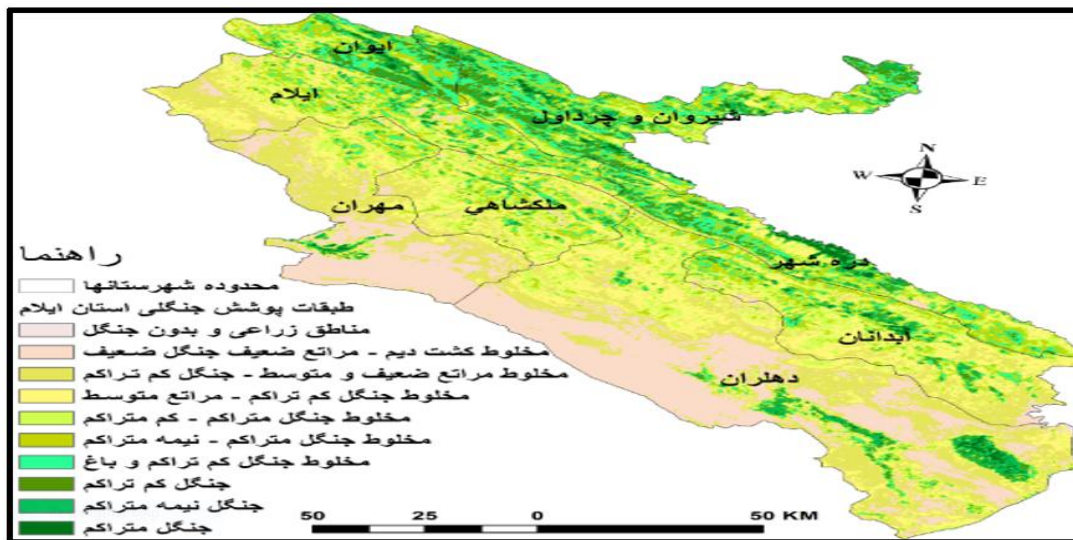 ایوان
ایلام
شیروان و چرداول
N
W E
S
مهران
ملکشاهي
دره شهر
آبدانان
دهلران
راهنما
محدوده شهرستانها
طبقات پوشش جنگلی استان ایلام
مناطق زراعی و بدون جنگل
مخلوط کشت دیم - مراتع ضعیف جنگل ضعیف
مخلوط مراتع ضعیف و متوسط - جنگل کم تراکم
مخلوط جنگل کم تراکم - مراتع متوسط
مخلوط جنگل متراکم - کم متراکم
مخلوط جنگل متراکم - نیمه متراکم
مخلوط جنگل کم تراکم و باغ
جنگل کم تراکم
جنگل نیمه متراکم
جنگل متراکم
50 25 0 50 KM